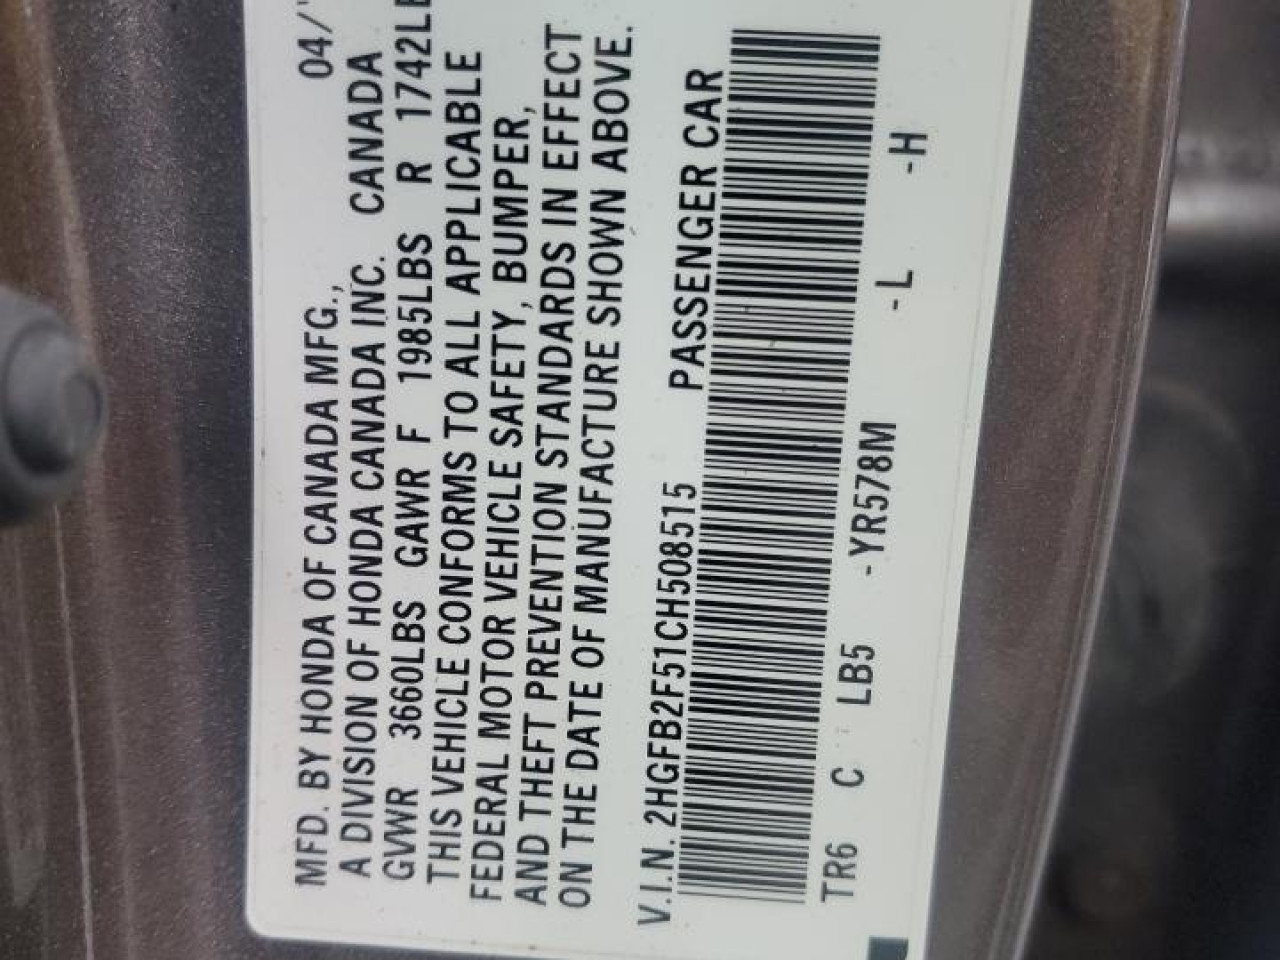 MFD. BY HONDA OF CANADA MFG., 04/
A DIVISION OF HONDA CANADA INC. CANADA
GVWR 3660LBS GAWR F 1985LBS R 1742LB
THIS VEHICLE CONFORMS TO ALL APPLICABLE
FEDERAL MOTOR VEHICLE SAFETY, BUMPER,
AND THEFT PREVENTION STANDARDS IN EFFECT
ON THE DATE OF MANUFACTURE SHOWN ABOVE.
V.I.N. 2HGFB2F51CH508515 PASSENGER CAR
TR6 C LB5 -YR578M -L -H